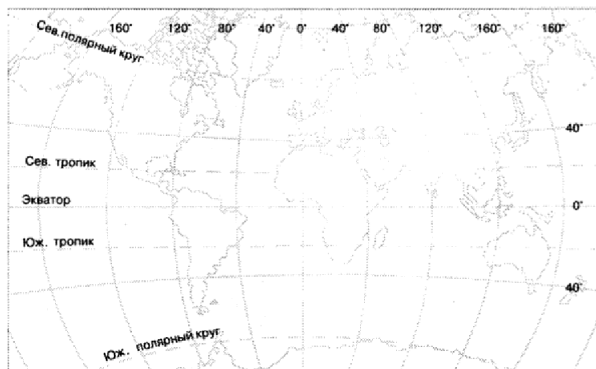 Сев. полярный круг
160° 120° 80° 40° 0° 40° 80° 120° 160°
40°
Сев. тропик
Экватор
0°
Юж. тропик
40°
Юж. полярный круг